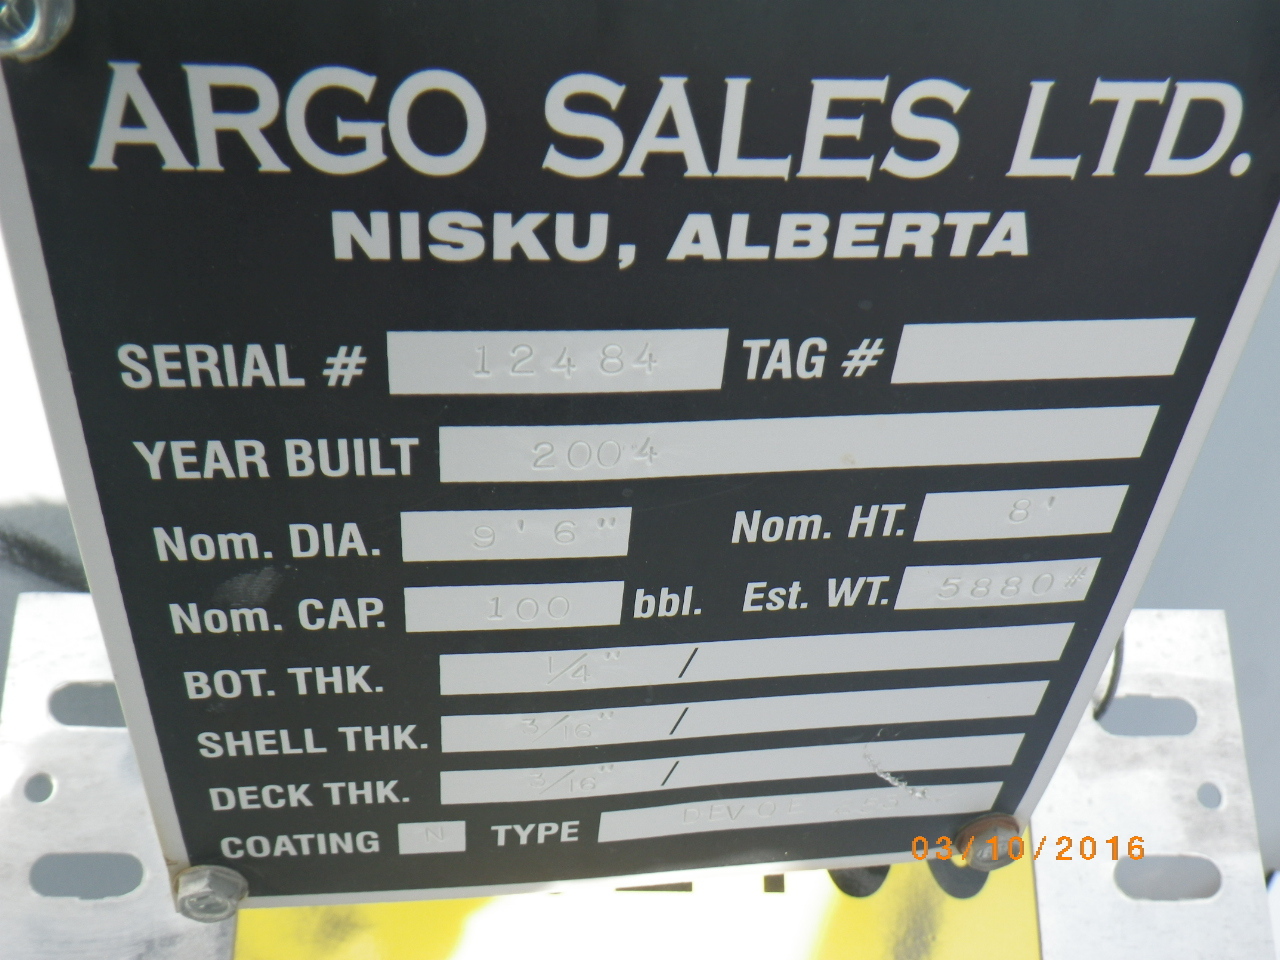 ARGO SALES LTD.
NISKU, ALBERTA
SERIAL # 12484 TAG #
YEAR BUILT 2004
Nom. DIA. 9'6" Nom. HT. 8'
Nom. CAP. 100 bbl. Est. WT. 5880#
BOT. THK. 1/4" /
SHELL THK. 3/16" /
DECK THK. 3/16" /
COATING N TYPE DEVOE
03/10/2016